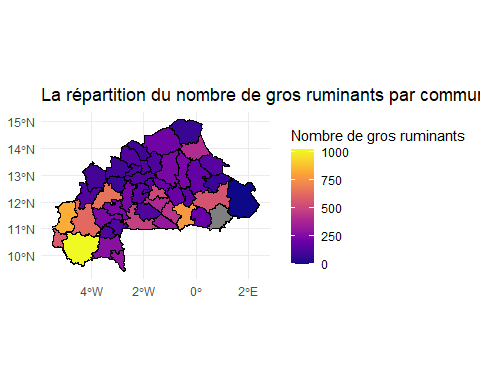 La répartition du nombre de gros ruminants par commu
15°N
14°N
13°N
12°N
11°N
10°N
4°W 2°W 0° 2°E
Nombre de gros ruminants
1000
750
500
250
0